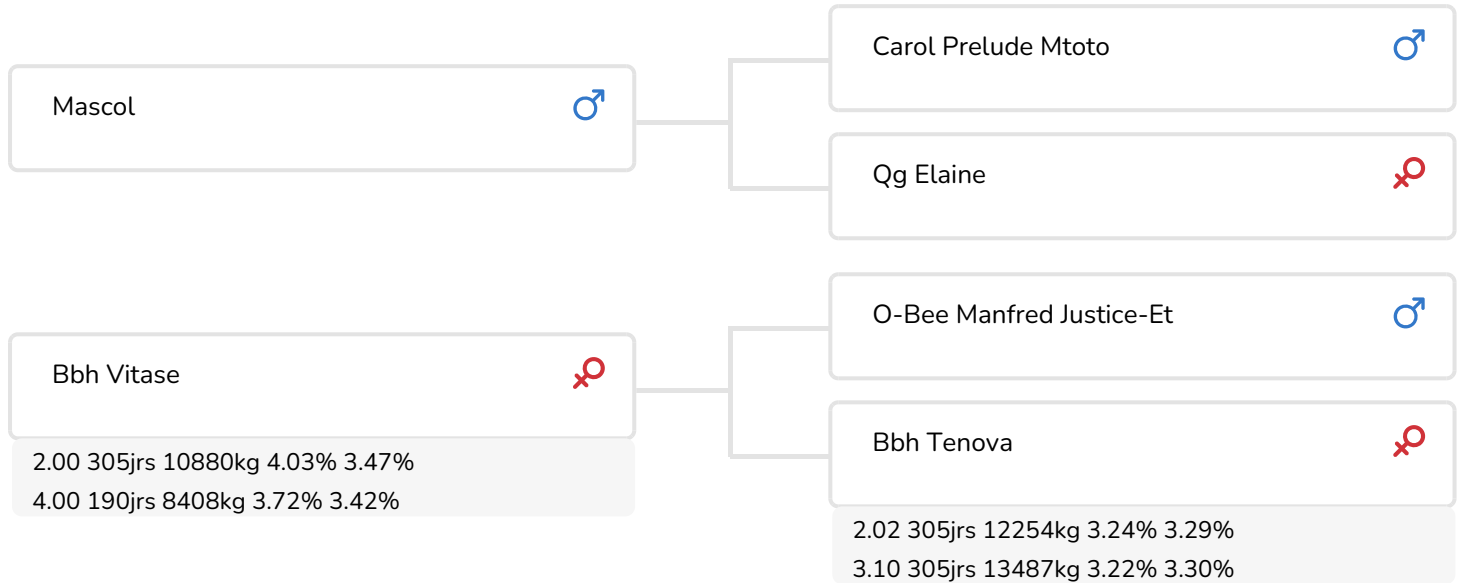 Mascol
Carol Prelude Mtoto
Qg Elaine
Bbh Vitase
2.00 305jrs 10880kg 4.03% 3.47%
4.00 190jrs 8408kg 3.72% 3.42%
O-Bee Manfred Justice-Et
Bbh Tenova
2.02 305jrs 12254kg 3.24% 3.29%
3.10 305jrs 13487kg 3.22% 3.30%